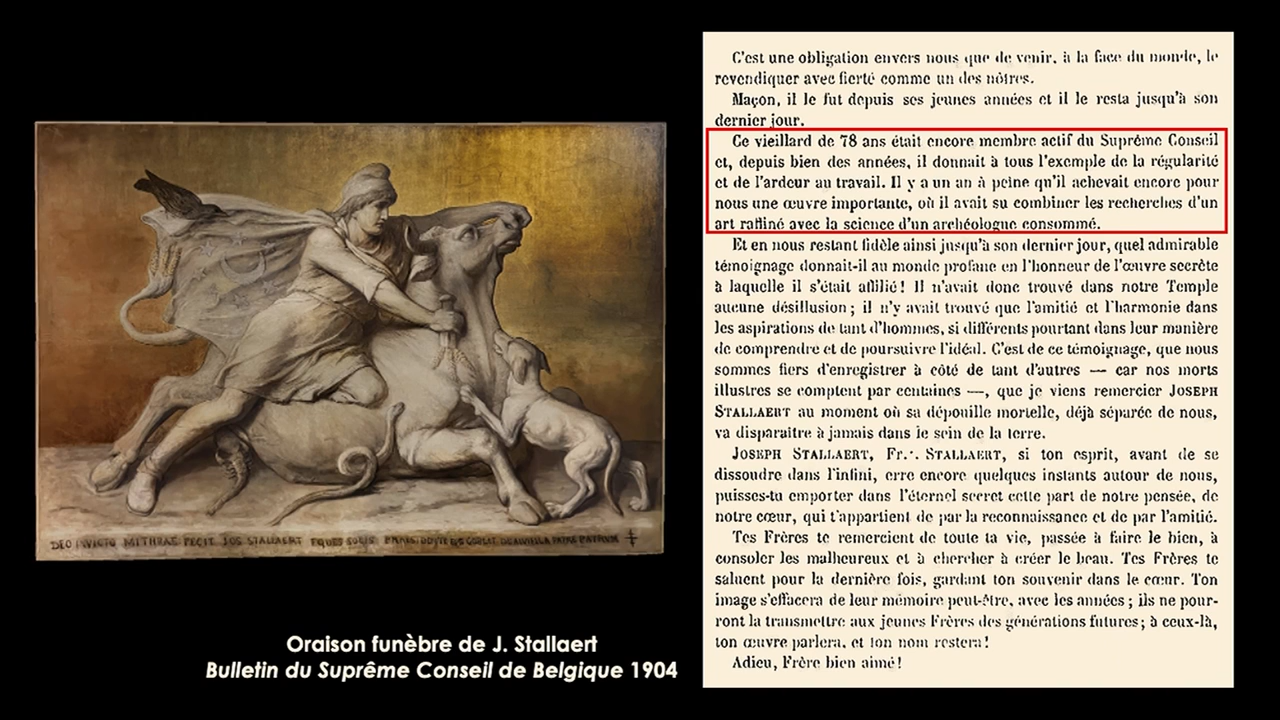 DEO INVICTO MITHRAE FECIT JOS STALLAERT EQUES SOLIS
GOBLET PATER PATRUM
Oraison funèbre de J. Stallaert
Bulletin du Suprême Conseil de Belgique 1904
C'est une obligation envers nous que de venir, à la face du monde, le
revendiquer avec fierté comme un des nôtres.
Maçon, il le fut depuis ses jeunes années et il le resta jusqu'à son
dernier jour.
Ce vieillard de 78 ans était encore membre actif du Suprême Conseil
et, depuis bien des années, il donnait à tous l'exemple de la régularité
et de l'ardeur au travail. Il y a un an à peine qu'il achevait encore pour
nous une œuvre importante, où il avait su combiner les recherches d'un
art raffiné avec la science d'un archéologue consommé.
Et en nous restant fidèle ainsi jusqu'à son dernier jour, quel admirable
témoignage donnait-il au monde profane en l'honneur de l'œuvre secrète
à laquelle il s'était affilié! Il n'avait donc trouvé dans notre Temple
aucune désillusion; il n'y avait trouvé que l'amitié et l'harmonie dans
les aspirations de tant d'hommes, si différents pourtant dans leur manière
de comprendre et de poursuivre l'idéal. C'est de ce témoignage, que nous
sommes fiers d'enregistrer à côté de tant d'autres — car nos morts
illustres se comptent par centaines —, que je viens remercier JOSEPH
STALLAERT au moment où sa dépouille mortelle, déjà séparée de nous,
va disparaître à jamais dans le sein de la terre.
JOSEPH STALLAERT, Fr∴ STALLAERT, si ton esprit, avant de se
dissoudre dans l'infini, erre encore quelques instants autour de nous,
puisses-tu emporter dans l'éternel secret cette part de notre pensée, de
notre cœur, qui t'appartient de par la reconnaissance et de par l'amitié.
Tes Frères te remercient de toute ta vie, passée à faire le bien, à
consoler les malheureux et à chercher à créer le beau. Tes Frères te
saluent pour la dernière fois, gardant ton souvenir dans le cœur. Ton
image s'effacera de leur mémoire peut-être, avec les années; ils ne pour-
ront la transmettre aux jeunes Frères des générations futures; à ceux-là,
ton œuvre parlera, et ton nom restera!
Adieu, Frère bien aimé!